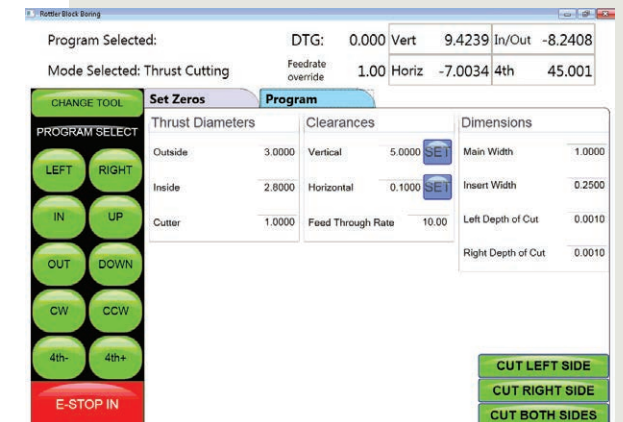 Rottler Block Boring
Program Selected: DTG: 0.000 Vert 9.4239 In/Out -8.2408
Mode Selected: Thrust Cutting Feedrate override 1.00 Horiz -7.0034 4th 45.001
CHANGE TOOL Set Zeros Program
PROGRAM SELECT Thrust Diameters Clearances Dimensions
Outside 3.0000 Vertical 5.0000 SET Main Width 1.0000
LEFT RIGHT
Inside 2.8000 Horizontal 0.1000 SET Insert Width 0.2500
IN UP Cutter 1.0000 Feed Through Rate 10.00 Left Depth of Cut 0.0010
Right Depth of Cut 0.0010
OUT DOWN
CW CCW
4th- 4th+
CUT LEFT SIDE
CUT RIGHT SIDE
E-STOP IN
CUT BOTH SIDES